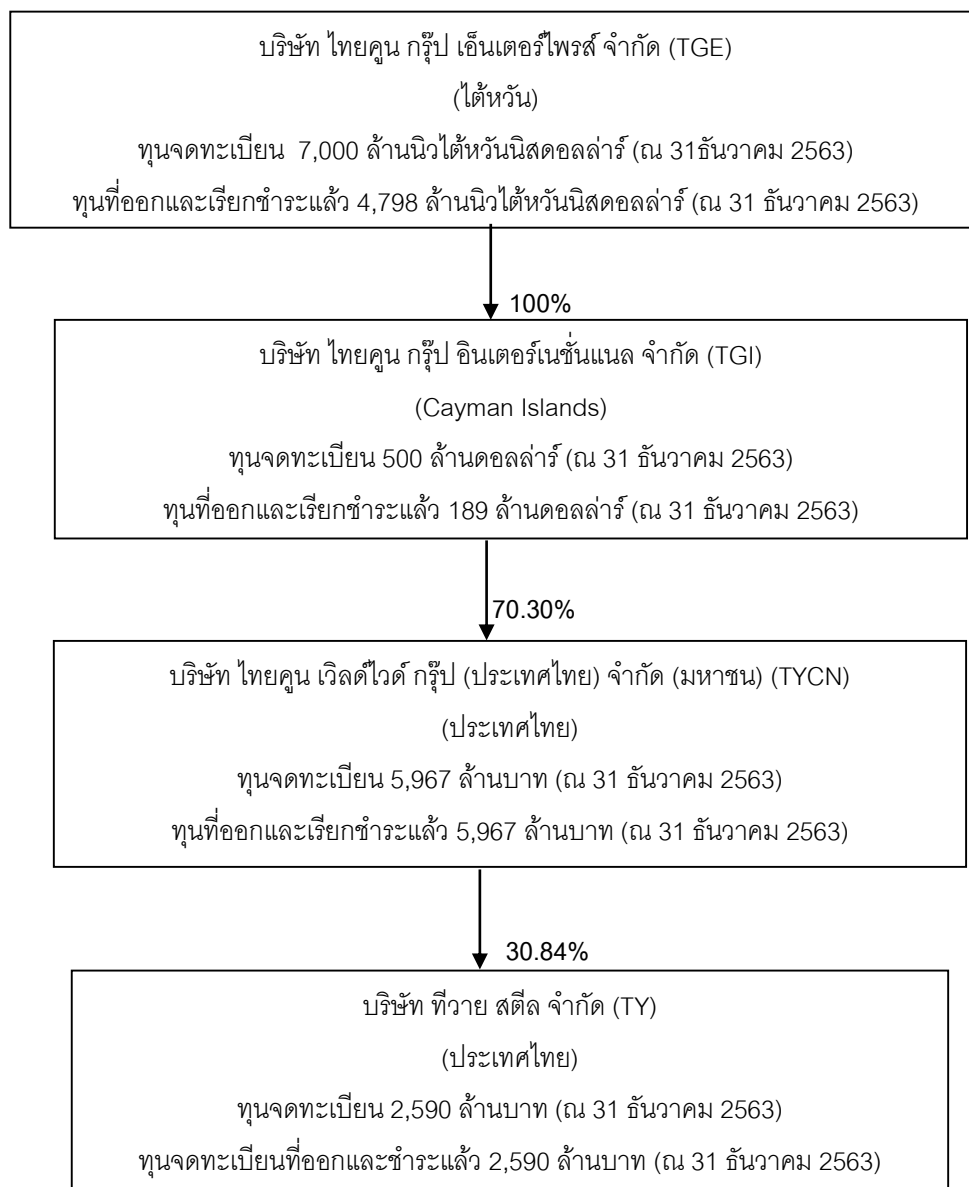 บริษัท ไทยคูน กรุ๊ป เอ็นเตอร์ไพรส์ จำกัด (TGE)
(ไต้หวัน)
ทุนจดทะเบียน 7,000 ล้านนิวไต้หวันนิสดอลล่าร์ (ณ 31ธันวาคม 2563)
ทุนที่ออกและเรียกชำระแล้ว 4,798 ล้านนิวไต้หวันนิสดอลล่าร์ (ณ 31 ธันวาคม 2563)
100%
บริษัท ไทยคูน กรุ๊ป อินเตอร์เนชั่นแนล จำกัด (TGI)
(Cayman Islands)
ทุนจดทะเบียน 500 ล้านดอลล่าร์ (ณ 31 ธันวาคม 2563)
ทุนที่ออกและเรียกชำระแล้ว 189 ล้านดอลล่าร์ (ณ 31 ธันวาคม 2563)
70.30%
บริษัท ไทยคูน เวิลด์ไวด์ กรุ๊ป (ประเทศไทย) จำกัด (มหาชน) (TYCN)
(ประเทศไทย)
ทุนจดทะเบียน 5,967 ล้านบาท (ณ 31 ธันวาคม 2563)
ทุนที่ออกและเรียกชำระแล้ว 5,967 ล้านบาท (ณ 31 ธันวาคม 2563)
30.84%
บริษัท ทีวาย สตีล จำกัด (TY)
(ประเทศไทย)
ทุนจดทะเบียน 2,590 ล้านบาท (ณ 31 ธันวาคม 2563)
ทุนจดทะเบียนที่ออกและชำระแล้ว 2,590 ล้านบาท (ณ 31 ธันวาคม 2563)